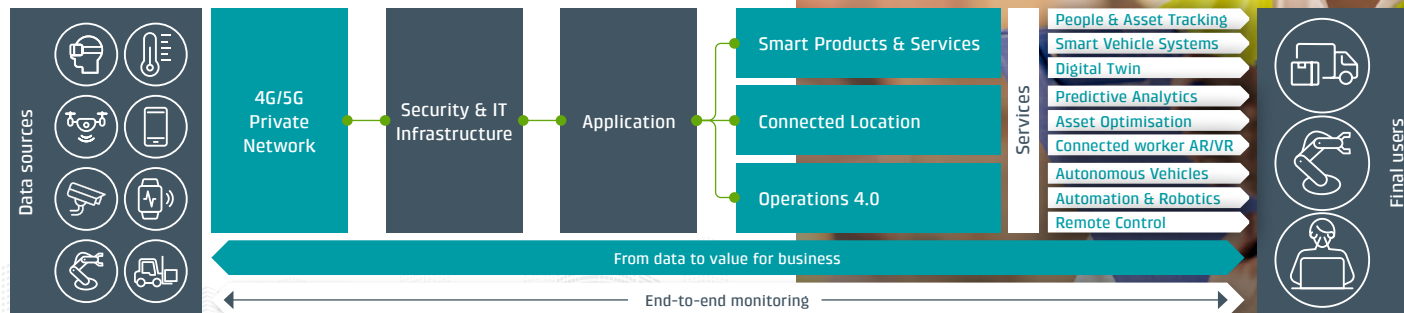 Data sources
4G/5G
Private
Network
Security & IT
Infrastructure
Application
Smart Products & Services
Connected Location
Operations 4.0
Services
People & Asset Tracking
Smart Vehicle Systems
Digital Twin
Predictive Analytics
Asset Optimisation
Connected worker AR/VR
Autonomous Vehicles
Automation & Robotics
Remote Control
Final users
From data to value for business
End-to-end monitoring